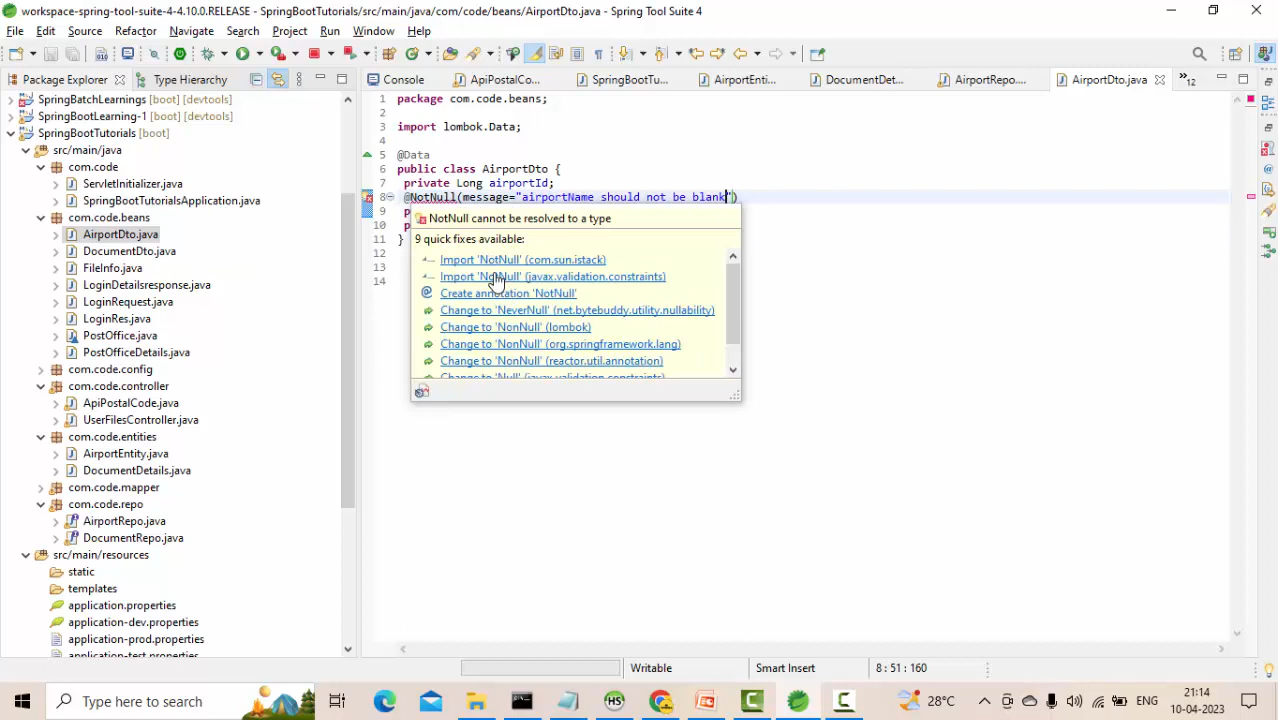 workspace-spring-tool-suite-4-4.10.0.RELEASE - SpringBootTutorials/src/main/java/com/code/beans/AirportDto.java - Spring Tool Suite 4
File Edit Source Refactor Navigate Search Project Run Window Help
Package Explorer Type Hierarchy
Console ApiPostalCo... SpringBootTu... AirportEnti... DocumentDet... AirportRepo.... AirportDto.java »12
SpringBatchLearnings [boot] [devtools]
SpringBootLearning-1 [boot] [devtools]
SpringBootTutorials [boot]
src/main/java
com.code
ServletInitializer.java
SpringBootTutorialsApplication.java
com.code.beans
AirportDto.java
DocumentDto.java
FileInfo.java
LoginDetailsresponse.java
LoginRequest.java
LoginRes.java
PostOffice.java
PostOfficeDetails.java
com.code.config
com.code.controller
ApiPostalCode.java
UserFilesController.java
com.code.entities
AirportEntity.java
DocumentDetails.java
com.code.mapper
com.code.repo
AirportRepo.java
DocumentRepo.java
src/main/resources
static
templates
application.properties
application-dev.properties
application-prod.properties
application-test.properties
1 package com.code.beans;
2
3 import lombok.Data;
4
5 @Data
6 public class AirportDto {
7 private Long airportId;
8 @NotNull(message="airportName should not be blank")
9 p
10 p
11 }
12
13
14
NotNull cannot be resolved to a type
9 quick fixes available:
Import 'NotNull' (com.sun.istack)
Import 'NotNull' (javax.validation.constraints)
Create annotation 'NotNull'
Change to 'NeverNull' (net.bytebuddy.utility.nullability)
Change to 'NonNull' (lombok)
Change to 'NonNull' (org.springframework.lang)
Change to 'NonNull' (reactor.util.annotation)
Change to 'Null' (javax.validation.constraints)
Writable Smart Insert 8 : 51 : 160
Type here to search
28°C ENG 21:14
10-04-2023